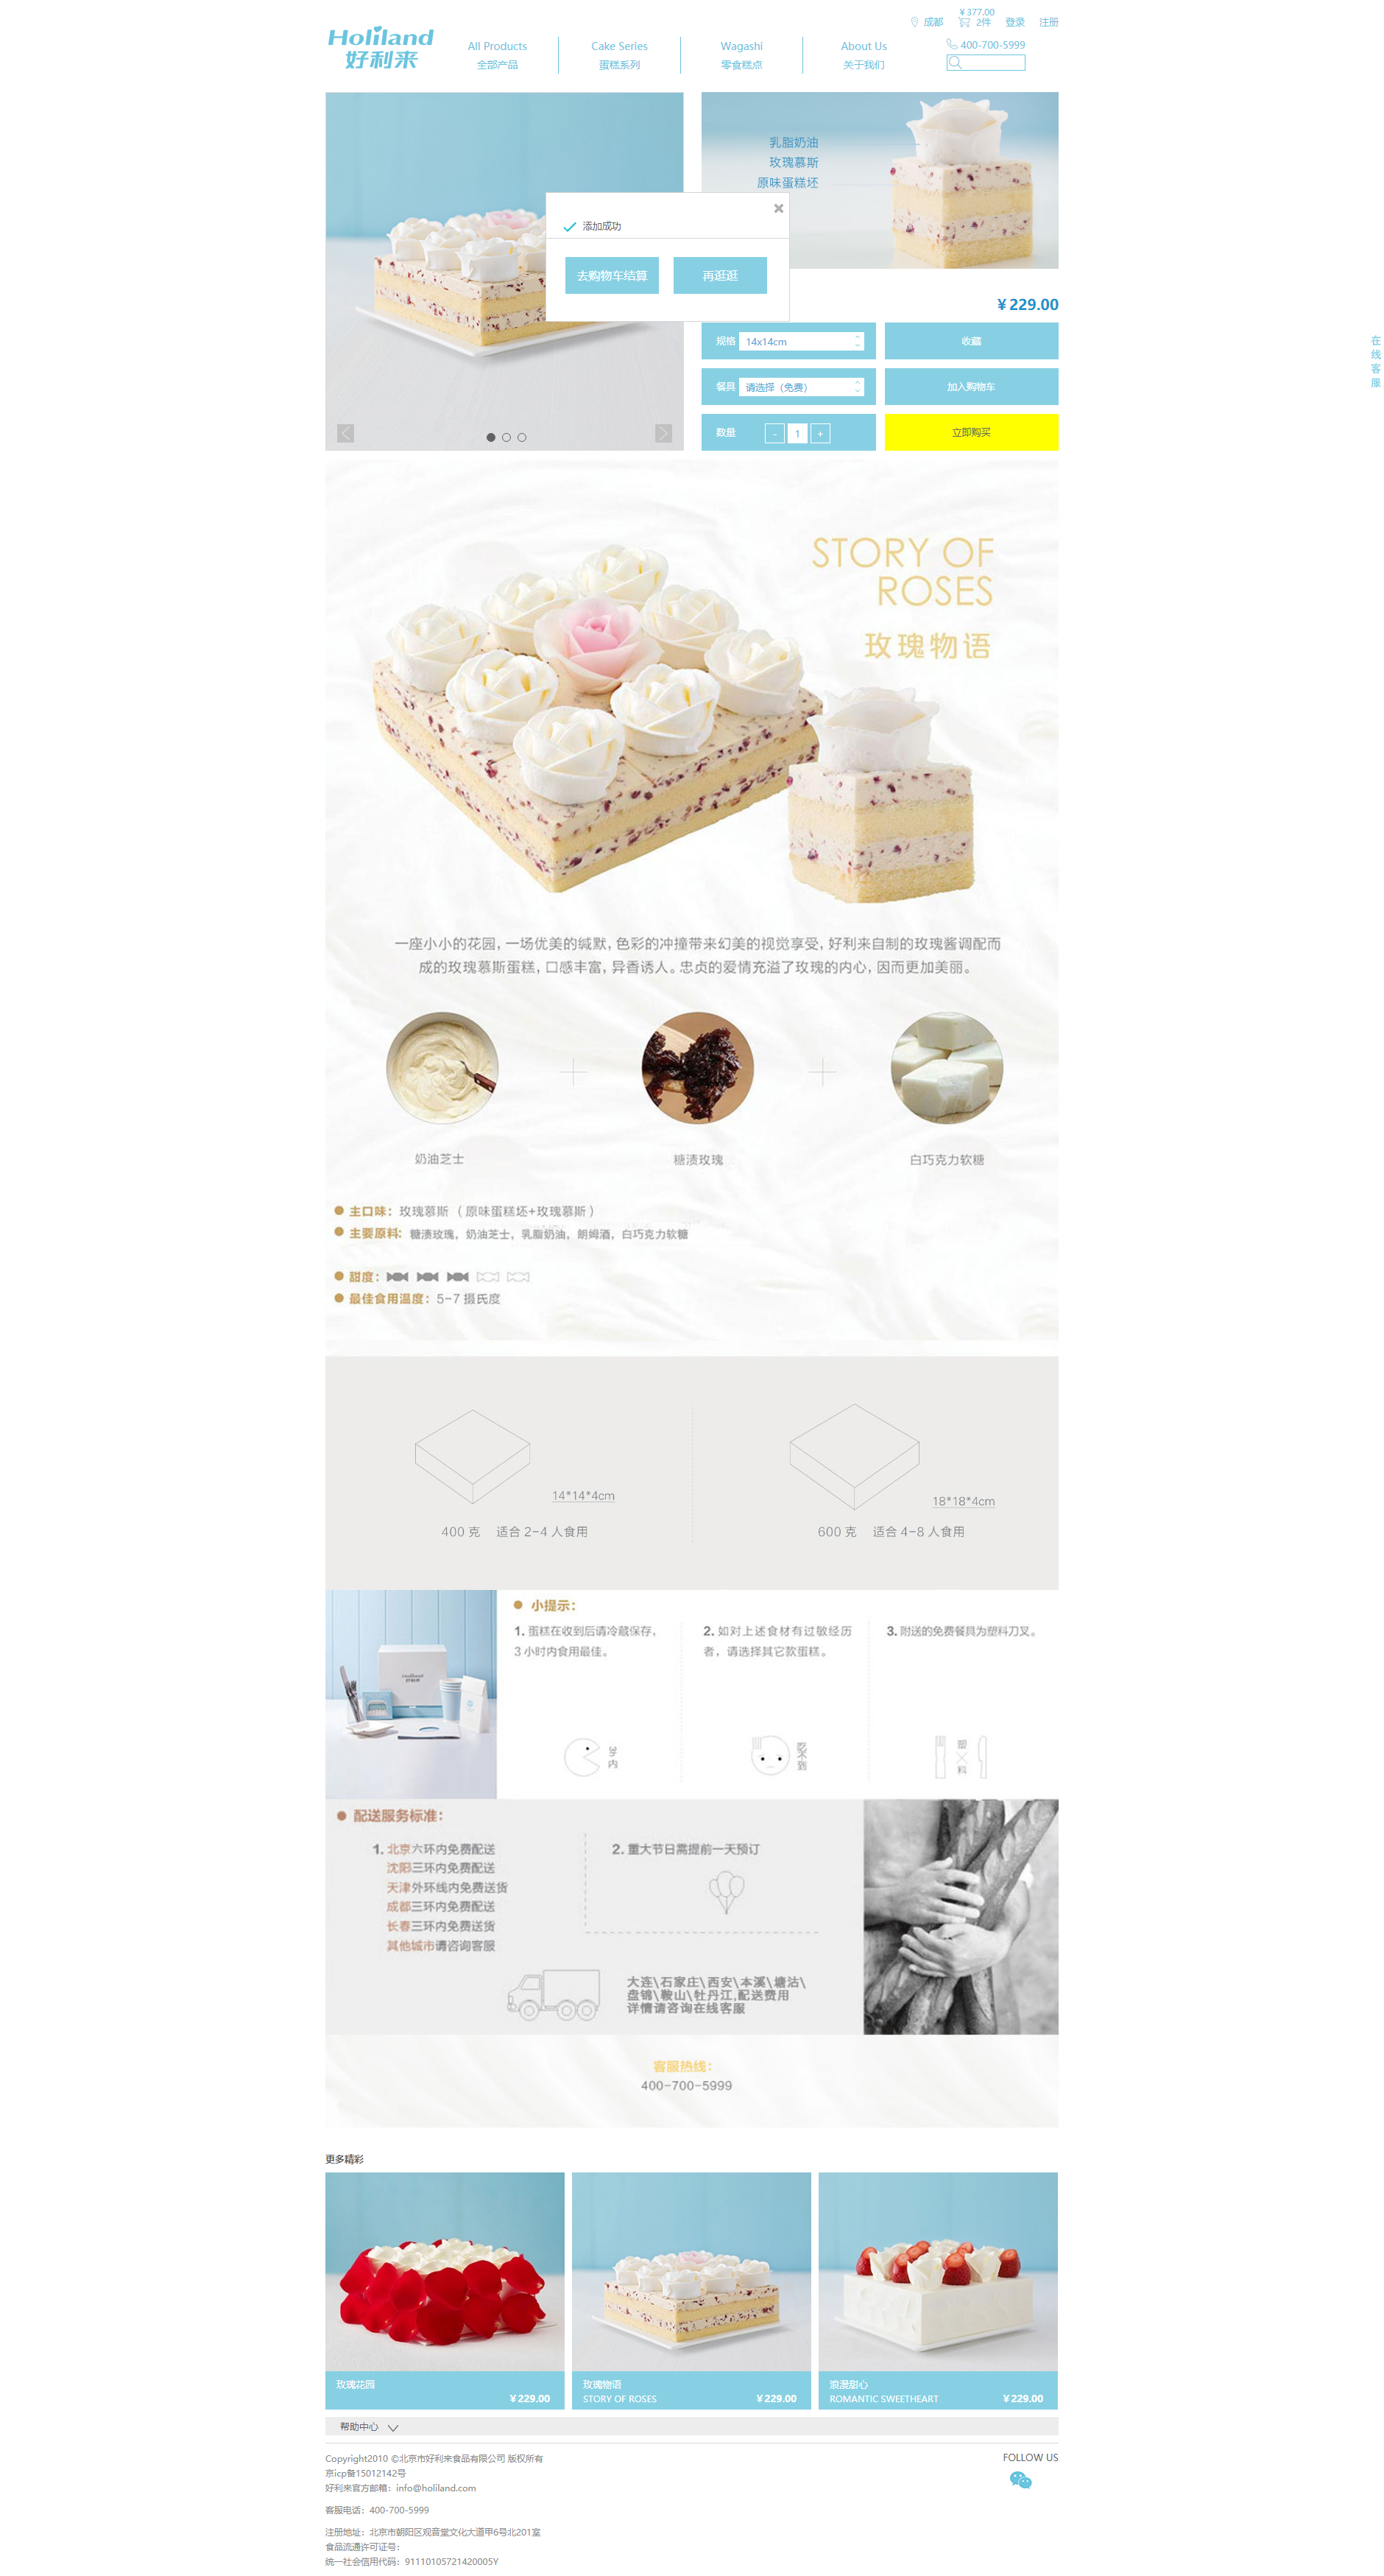 ¥377.00
成都 2件 登录 注册
Holiland
好利来
All Products
全部产品
Cake Series
蛋糕系列
Wagashi
零食糕点
About Us
关于我们
400-700-5999
乳脂奶油
玫瑰慕斯
原味蛋糕坯
添加成功
去购物车结算 再逛逛
¥229.00
规格 14x14cm
收藏
餐具 请选择（免费）
加入购物车
数量 - 1 +
立即购买
在线客服
STORY OF
ROSES
玫瑰物语
一座小小的花园，一场优美的缄默，色彩的冲撞带来幻美的视觉享受，好利来自制的玫瑰酱调配而
成的玫瑰慕斯蛋糕，口感丰富，异香诱人。忠贞的爱情充溢了玫瑰的内心，因而更加美丽。
奶油芝士 糖渍玫瑰 白巧克力软糖
主口味：玫瑰慕斯（原味蛋糕坯+玫瑰慕斯）
主要原料：糖渍玫瑰，奶油芝士，乳脂奶油，朗姆酒，白巧克力软糖
甜度：
最佳食用温度：5-7 摄氏度
14*14*4cm
400 克 适合 2-4 人食用
18*18*4cm
600 克 适合 4-8 人食用
Holiland
好利来
小提示：
1. 蛋糕在收到后请冷藏保存，
3 小时内食用最佳。
2. 如对上述食材有过敏经历
者，请选择其它款蛋糕。
3. 附送的免费餐具为塑料刀叉。
3h内
吃不到
塑料
配送服务标准：
1. 北京六环内免费配送
沈阳三环内免费配送
天津外环线内免费送货
成都三环内免费配送
长春三环内免费送货
其他城市请咨询客服
2. 重大节日需提前一天预订
大连\石家庄\西安\本溪\塘沽\
盘锦\鞍山\牡丹江,配送费用
详情请咨询在线客服
客服热线：
400-700-5999
更多精彩
玫瑰花园
¥229.00
玫瑰物语
STORY OF ROSES ¥229.00
浪漫甜心
ROMANTIC SWEETHEART ¥229.00
帮助中心
Copyright2010 ©北京市好利来食品有限公司 版权所有
京icp备15012142号
好利来官方邮箱：info@holiland.com
客服电话：400-700-5999
注册地址：北京市朝阳区观音堂文化大道甲6号北201室
食品流通许可证号：
统一社会信用代码：91110105721420005Y
FOLLOW US